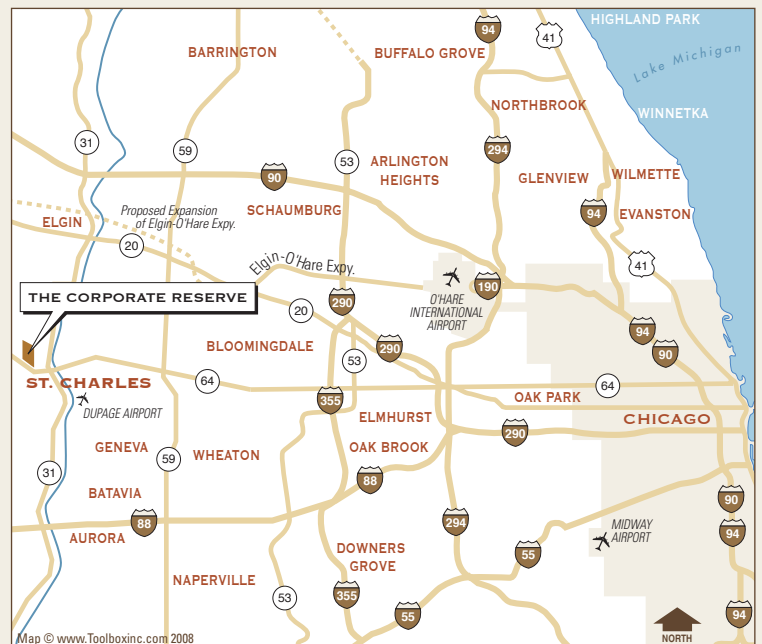 HIGHLAND PARK
94
41
BARRINGTON
BUFFALO GROVE
Lake Michigan
NORTHBROOK
WINNETKA
31
59
53
294
ARLINGTON
HEIGHTS
90
GLENVIEW
WILMETTE
SCHAUMBURG
94
EVANSTON
ELGIN
Proposed Expansion
of Elgin-O'Hare Expy.
20
Elgin-O'Hare Expy.
41
190
THE CORPORATE RESERVE
290
O'HARE
INTERNATIONAL
AIRPORT
20
94
BLOOMINGDALE
290
90
53
ST. CHARLES
64
64
355
OAK PARK
DUPAGE AIRPORT
ELMHURST
CHICAGO
290
GENEVA
WHEATON
OAK BROOK
59
31
88
BATAVIA
90
88
294
MIDWAY
AIRPORT
94
AURORA
DOWNERS
GROVE
55
NAPERVILLE
53
355
55
94
Map © www.Toolboxinc.com 2008
NORTH